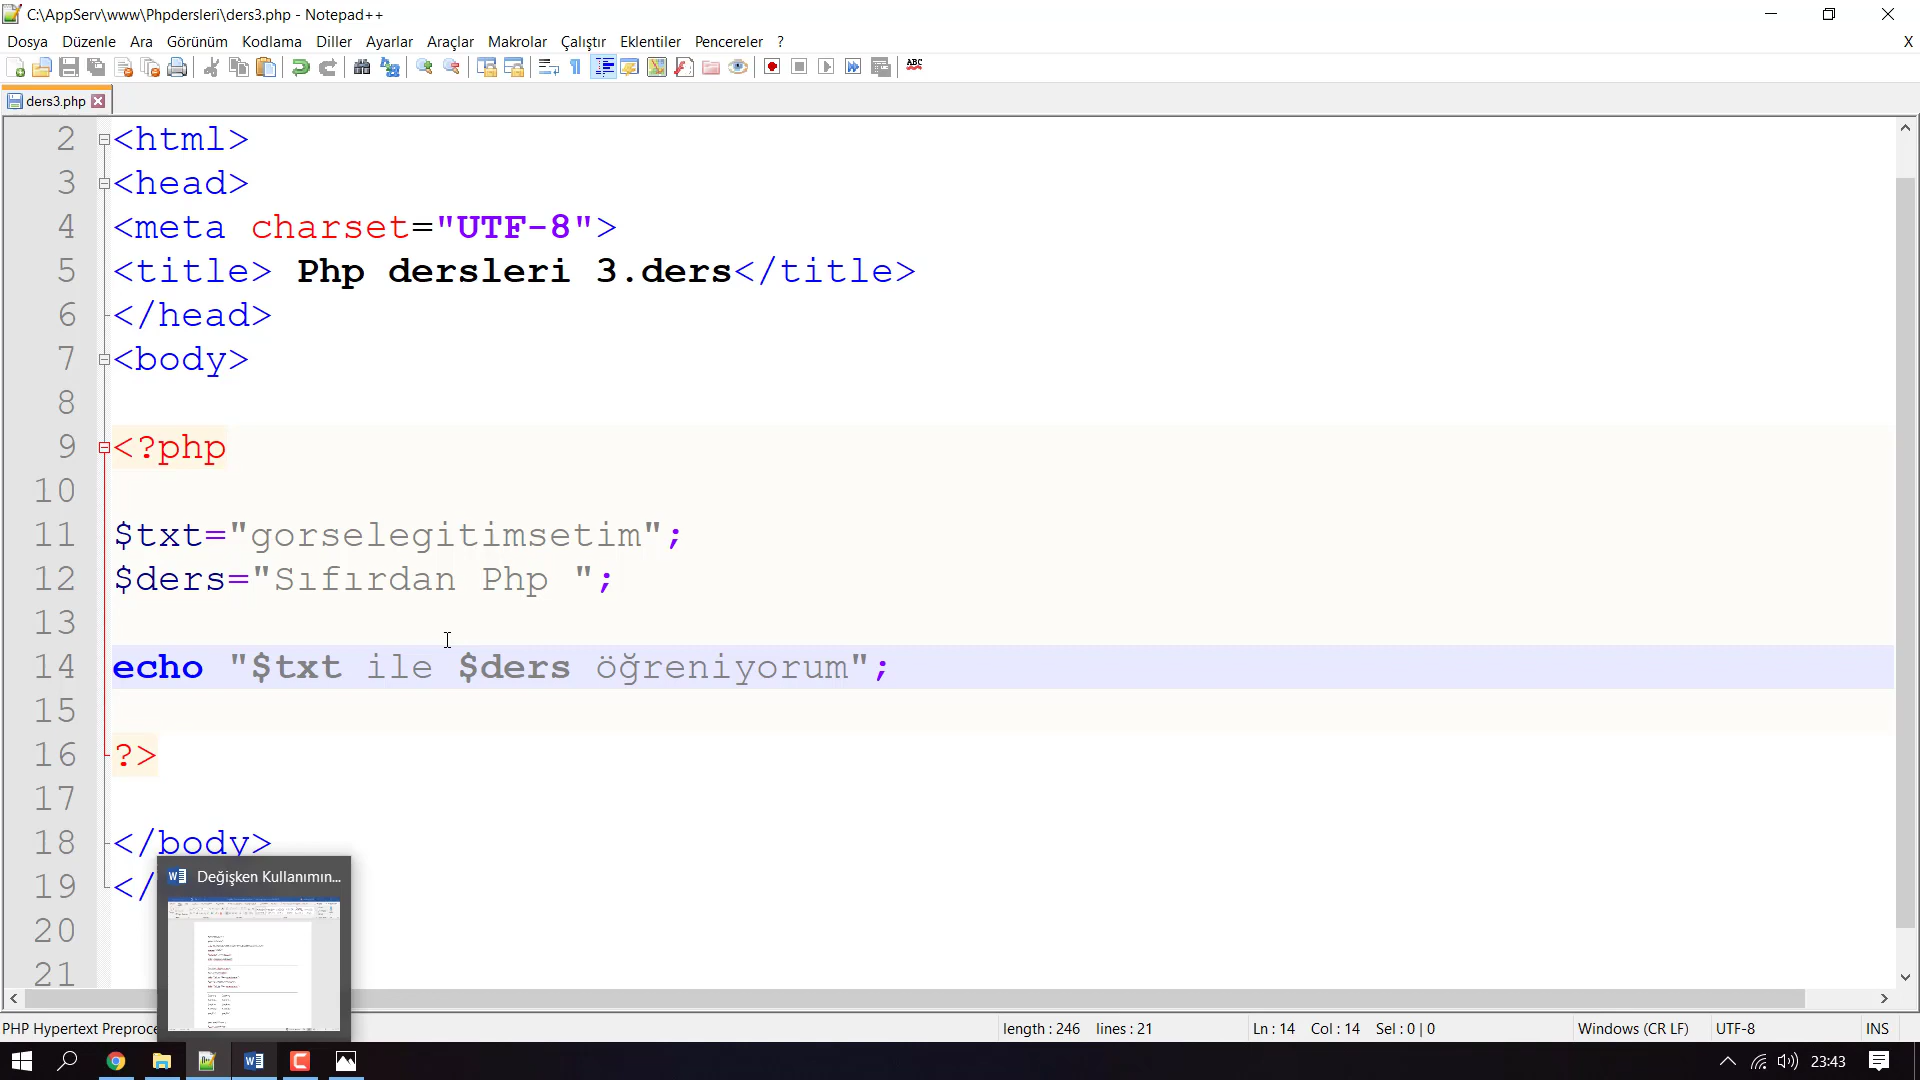 C:\AppServ\www\Phpdersleri\ders3.php - Notepad++
Dosya Düzenle Ara Görünüm Kodlama Diller Ayarlar Araçlar Makrolar Çalıştır Eklentiler Pencereler ? X
ABC
ders3.php
2 <html>
3 <head>
4 <meta charset="UTF-8">
5 <title> Php dersleri 3.ders</title>
6 </head>
7 <body>
8
9 <?php
10
11 $txt="gorselegitimsetim";
12 $ders="Sıfırdan Php ";
13
14 echo "$txt ile $ders öğreniyorum";
15
16 ?>
17
18 </body>
19 </
20
21
Değişken Kullanımın...
PHP Hypertext Preproce length : 246 lines : 21 Ln : 14 Col : 14 Sel : 0 | 0 Windows (CR LF) UTF-8 INS
23:43